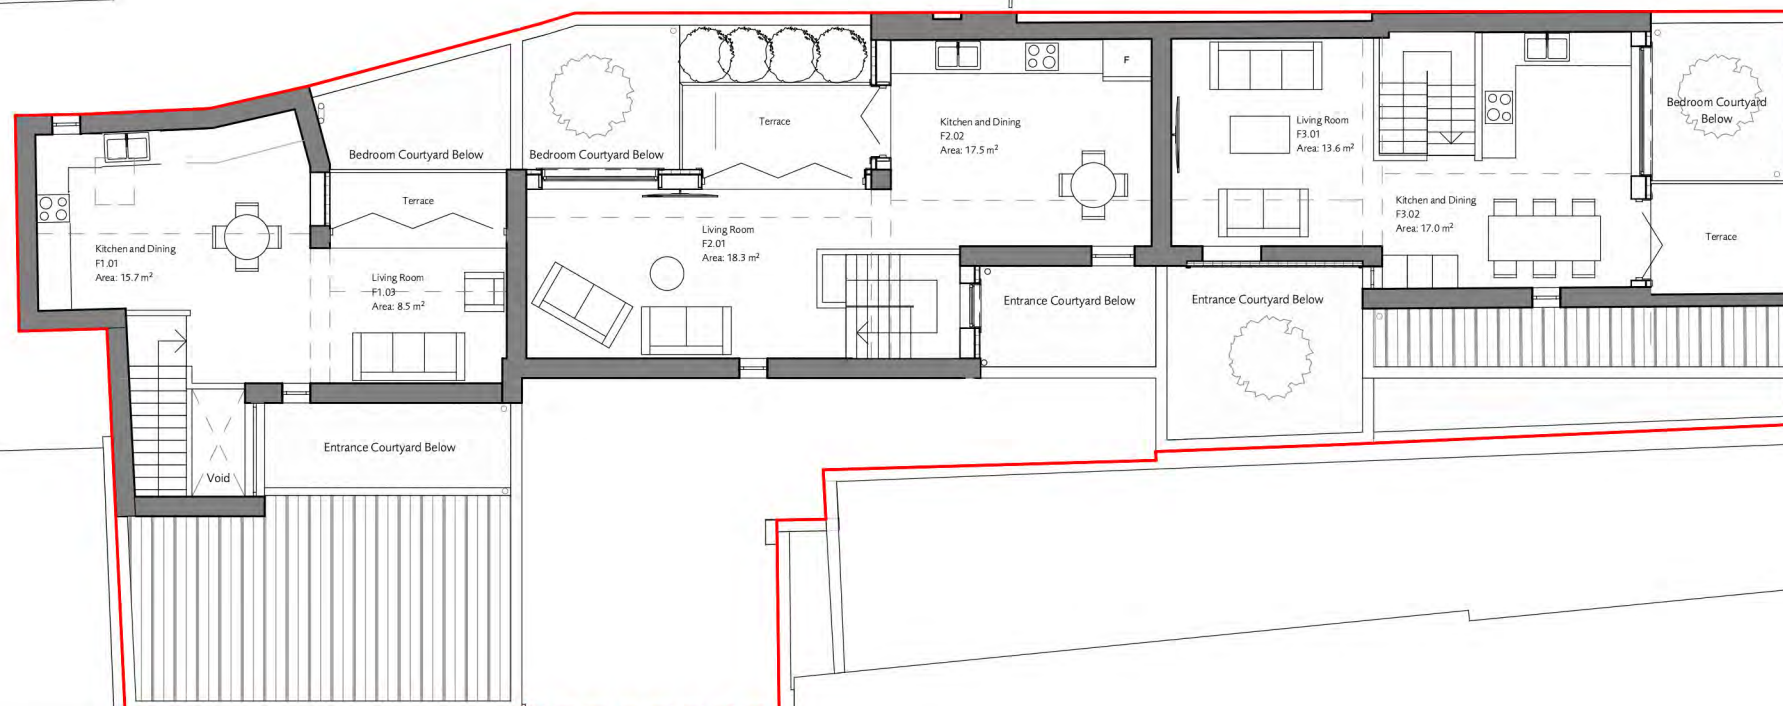 Kitchen and Dining
F1.01
Area: 15.7 m²
Bedroom Courtyard Below
Terrace
Living Room
F1.03
Area: 8.5 m²
Void
Entrance Courtyard Below
Bedroom Courtyard Below
Terrace
Living Room
F2.01
Area: 18.3 m²
Kitchen and Dining
F2.02
Area: 17.5 m²
F
Entrance Courtyard Below
Living Room
F3.01
Area: 13.6 m²
Entrance Courtyard Below
Kitchen and Dining
F3.02
Area: 17.0 m²
Bedroom Courtyard
Below
Terrace